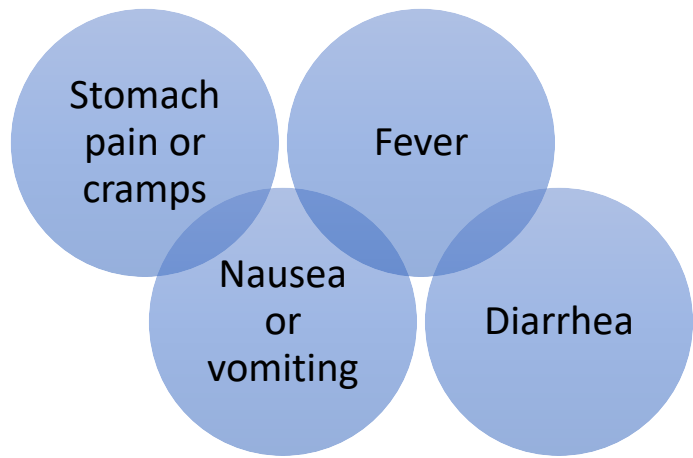 Stomach
pain or
cramps
Fever
Nausea
or
vomiting
Diarrhea